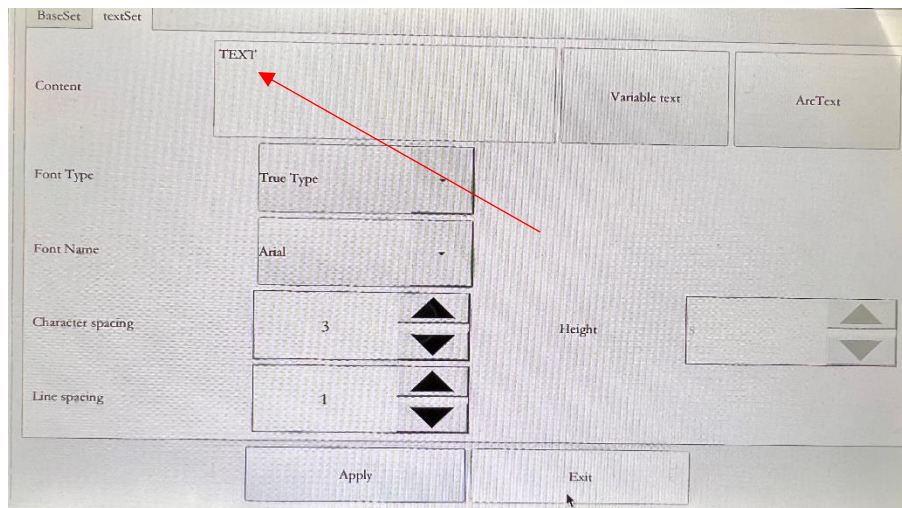 BaseSet textSet
TEXT
Content Variable text ArcText
Font Type True Type
Font Name Arial
Character spacing 3 Height
Line spacing 1
Apply Exit